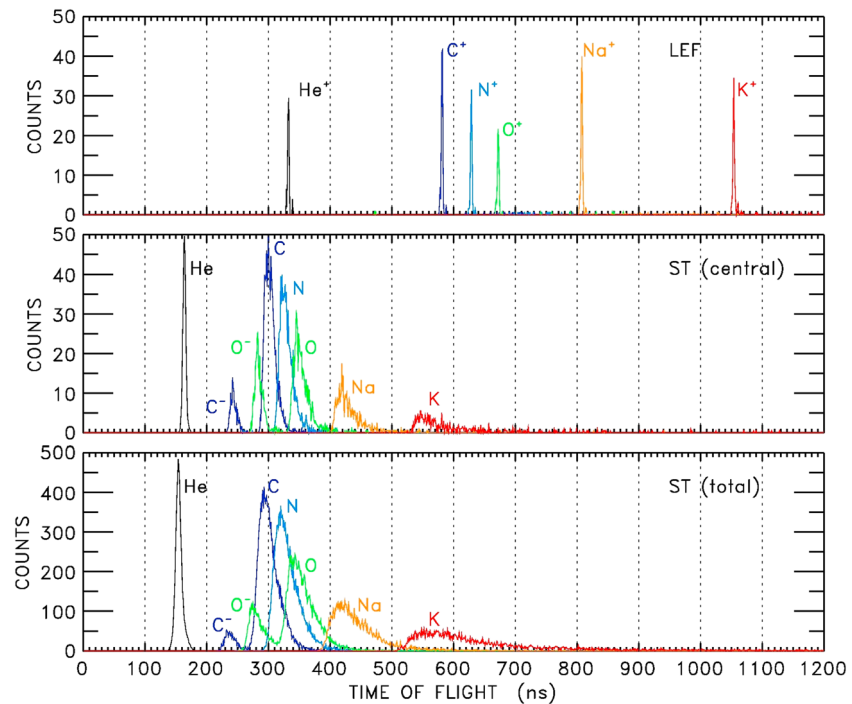 50
40
30
20
10
0
COUNTS
He⁺
C⁺
N⁺
O⁺
Na⁺
LEF
K⁺
50
40
30
20
10
0
COUNTS
He
C⁻
O⁻
C
N
O
Na
K
ST (central)
500
400
300
200
100
0
COUNTS
He
C⁻
O⁻
C
N
O
Na
K
ST (total)
0 100 200 300 400 500 600 700 800 900 1000 1100 1200
TIME OF FLIGHT (ns)